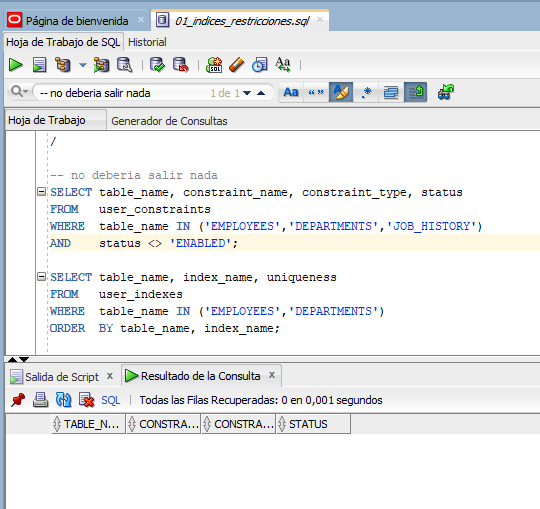 Página de bienvenida × 01_indices_restricciones.sql ×
Hoja de Trabajo de SQL Historial
SQL Aa
-- no deberia salir nada 1 de 1 Aa “” .*
Hoja de Trabajo Generador de Consultas
/
-- no deberia salir nada
SELECT table_name, constraint_name, constraint_type, status
FROM user_constraints
WHERE table_name IN ('EMPLOYEES','DEPARTMENTS','JOB_HISTORY')
AND status <> 'ENABLED';
SELECT table_name, index_name, uniqueness
FROM user_indexes
WHERE table_name IN ('EMPLOYEES','DEPARTMENTS')
ORDER BY table_name, index_name;
Salida de Script × Resultado de la Consulta ×
SQL | Todas las Filas Recuperadas: 0 en 0,001 segundos
TABLE_N... CONSTRA... CONSTRA... STATUS